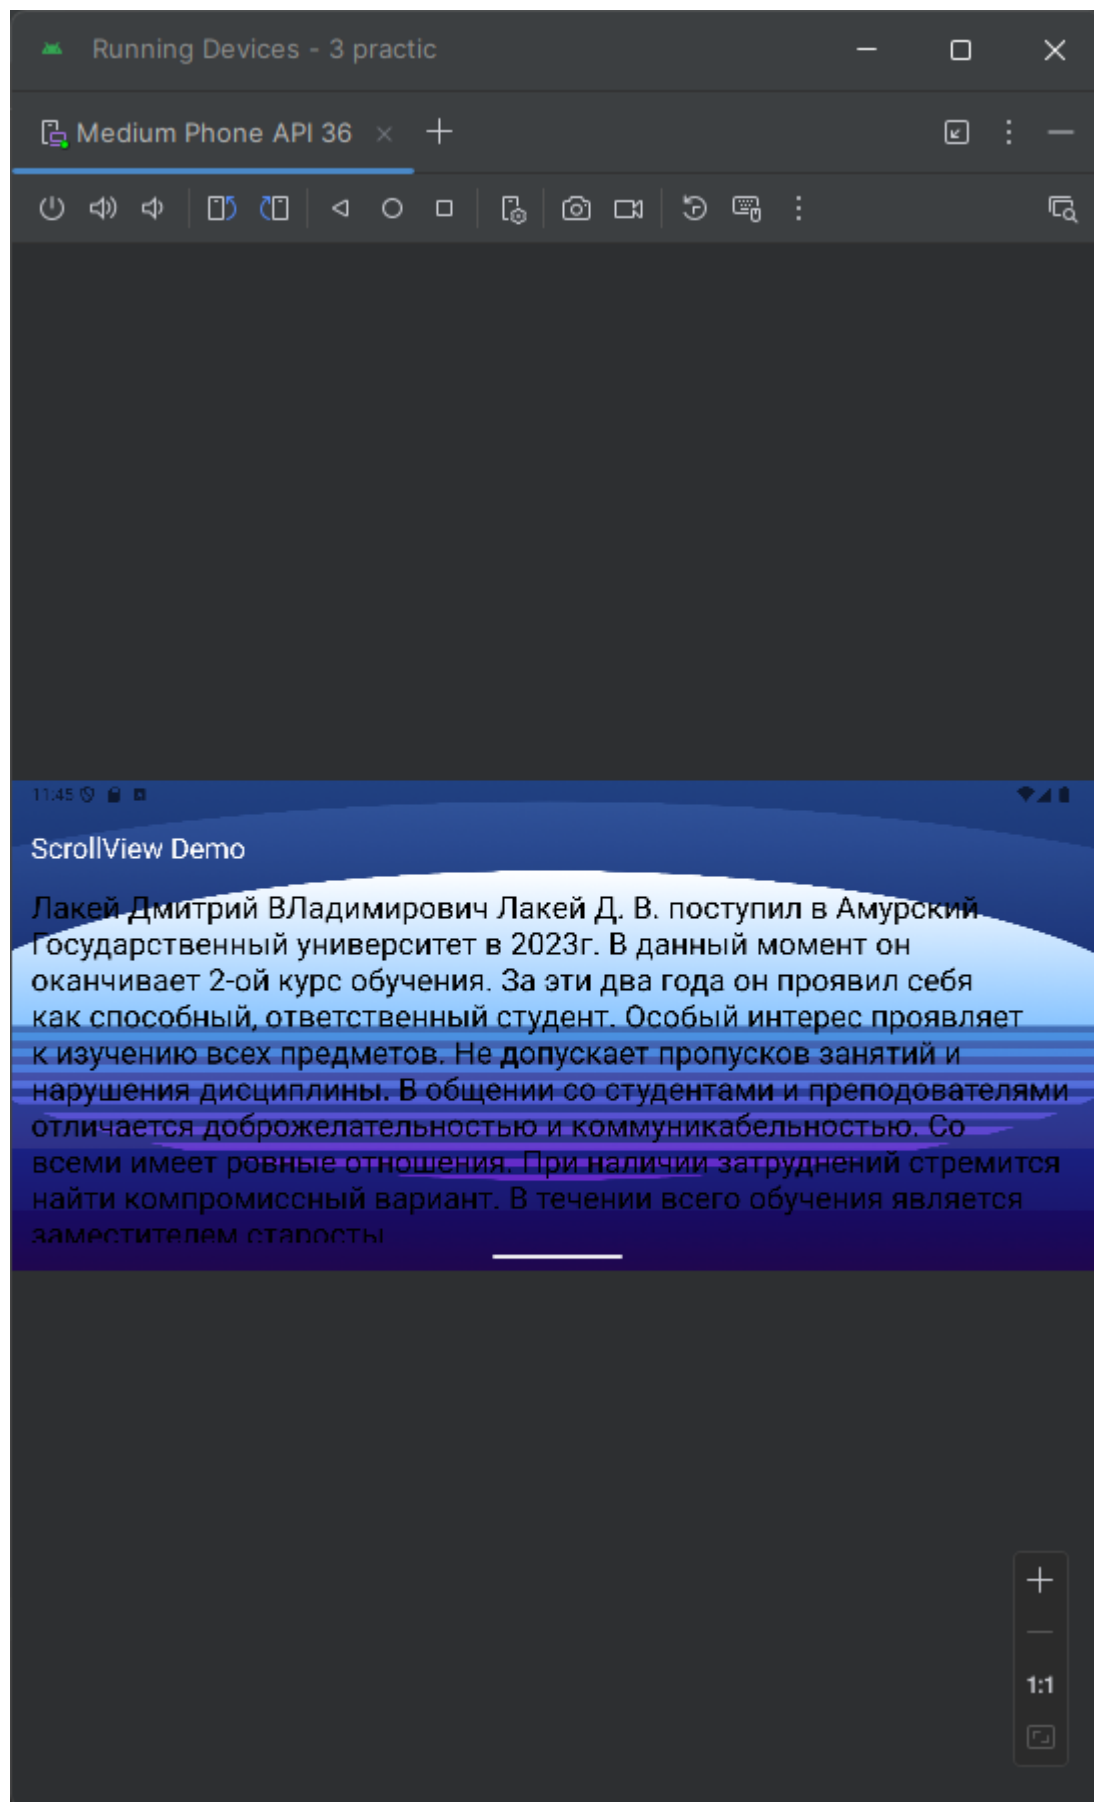 Running Devices - 3 practic
Medium Phone API 36
11:45
ScrollView Demo
Лакей Дмитрий ВЛадимирович Лакей Д. В. поступил в Амурский
Государственный университет в 2023г. В данный момент он
оканчивает 2-ой курс обучения. За эти два года он проявил себя
как способный, ответственный студент. Особый интерес проявляет
к изучению всех предметов. Не допускает пропусков занятий и
нарушения дисциплины. В общении со студентами и преподователями
отличается доброжелательностью и коммуникабельностью. Со
всеми имеет ровные отношения. При наличии затруднений стремится
найти компромиссный вариант. В течении всего обучения является
заместителем старосты
1:1